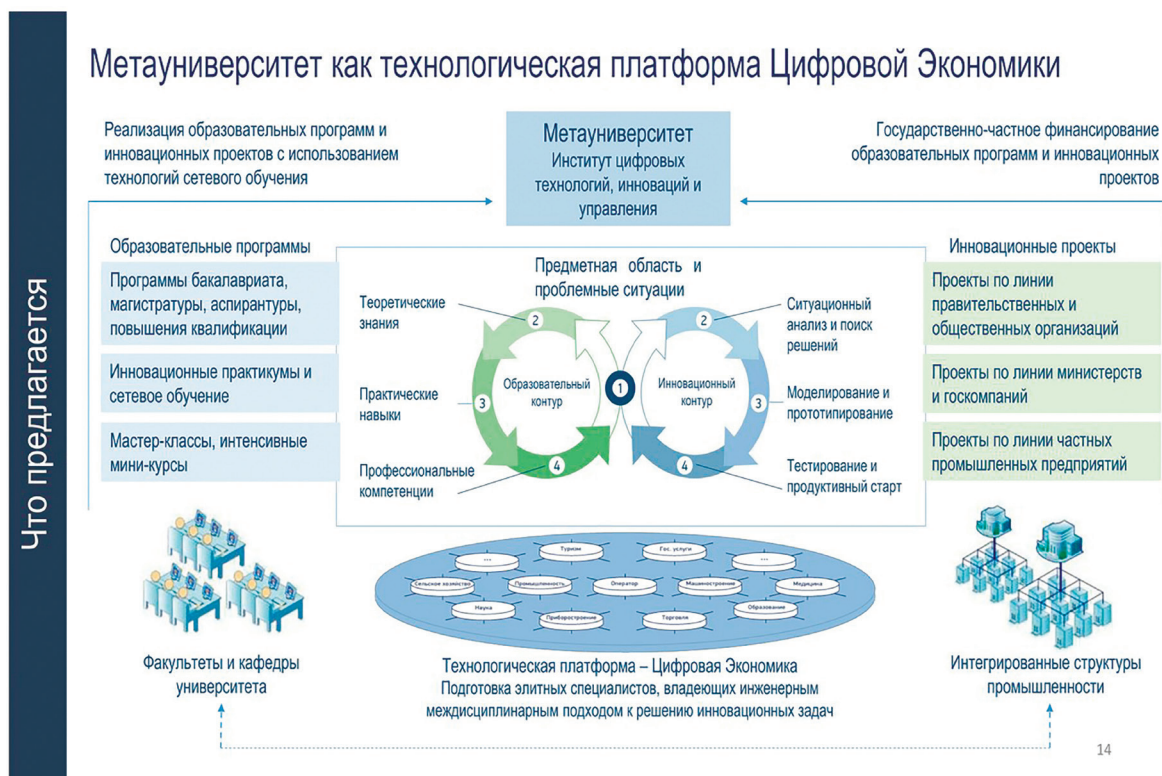 Что предлагается
Метауниверситет как технологическая платформа Цифровой Экономики
Реализация образовательных программ и
инновационных проектов с использованием
технологий сетевого обучения
Метауниверситет
Институт цифровых
технологий, инноваций и
управления
Государственно-частное финансирование
образовательных программ и инновационных
проектов
Образовательные программы
Программы бакалавриата,
магистратуры, аспирантуры,
повышения квалификации
Инновационные практикумы и
сетевое обучение
Мастер-классы, интенсивные
мини-курсы
Предметная область и
проблемные ситуации
Теоретические
знания
Практические
навыки
Профессиональные
компетенции
2
3
4
Образовательный
контур
1
Инновационный
контур
2
3
4
Ситуационный
анализ и поиск
решений
Моделирование и
прототипирование
Тестирование и
продуктивный старт
Инновационные проекты
Проекты по линии
правительственных и
общественных организаций
Проекты по линии министерств
и госкомпаний
Проекты по линии частных
промышленных предприятий
...
Туризм
Гос. услуги
...
Сельское хозяйство
Промышленность
Оператор
Машиностроение
Медицина
Наука
Приборостроение
Торговля
Образование
Факультеты и кафедры
университета
Технологическая платформа – Цифровая Экономика
Подготовка элитных специалистов, владеющих инженерным
междисциплинарным подходом к решению инновационных задач
Интегрированные структуры
промышленности
14